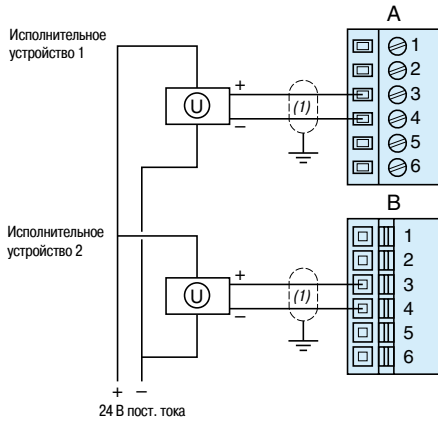 A
Исполнительное
устройство 1
1
2
3
4
5
6
U
+
–
(1)
B
Исполнительное
устройство 2
1
2
3
4
5
6
U
+
–
(1)
+ –
24 В пост. тока